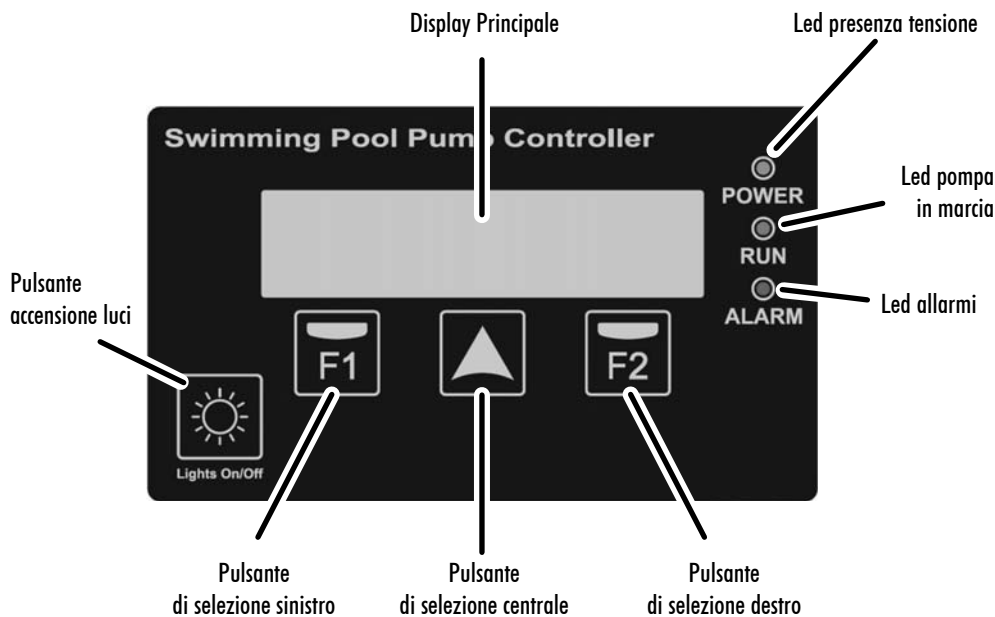 Display Principale
Led presenza tensione
Swimming Pool Pump Controller
POWER
Led pompa
in marcia
RUN
Pulsante
accensione luci
Led allarmi
ALARM
F1
F2
Lights On/Off
Pulsante
di selezione sinistro
Pulsante
di selezione centrale
Pulsante
di selezione destro